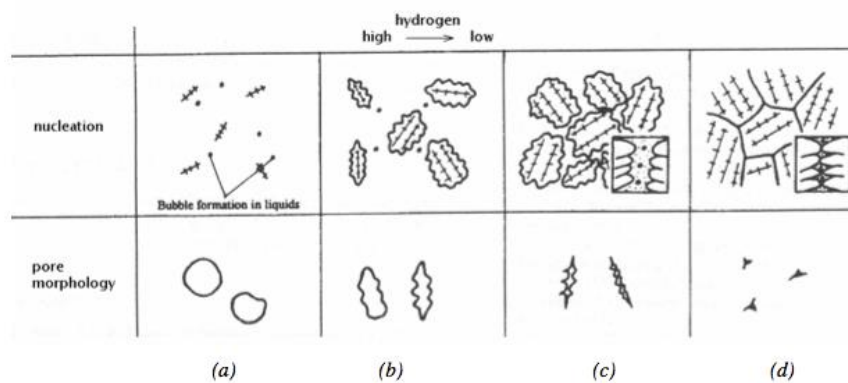 hydrogen
high → low
nucleation
Bubble formation in liquids
pore
morphology
(a) (b) (c) (d)